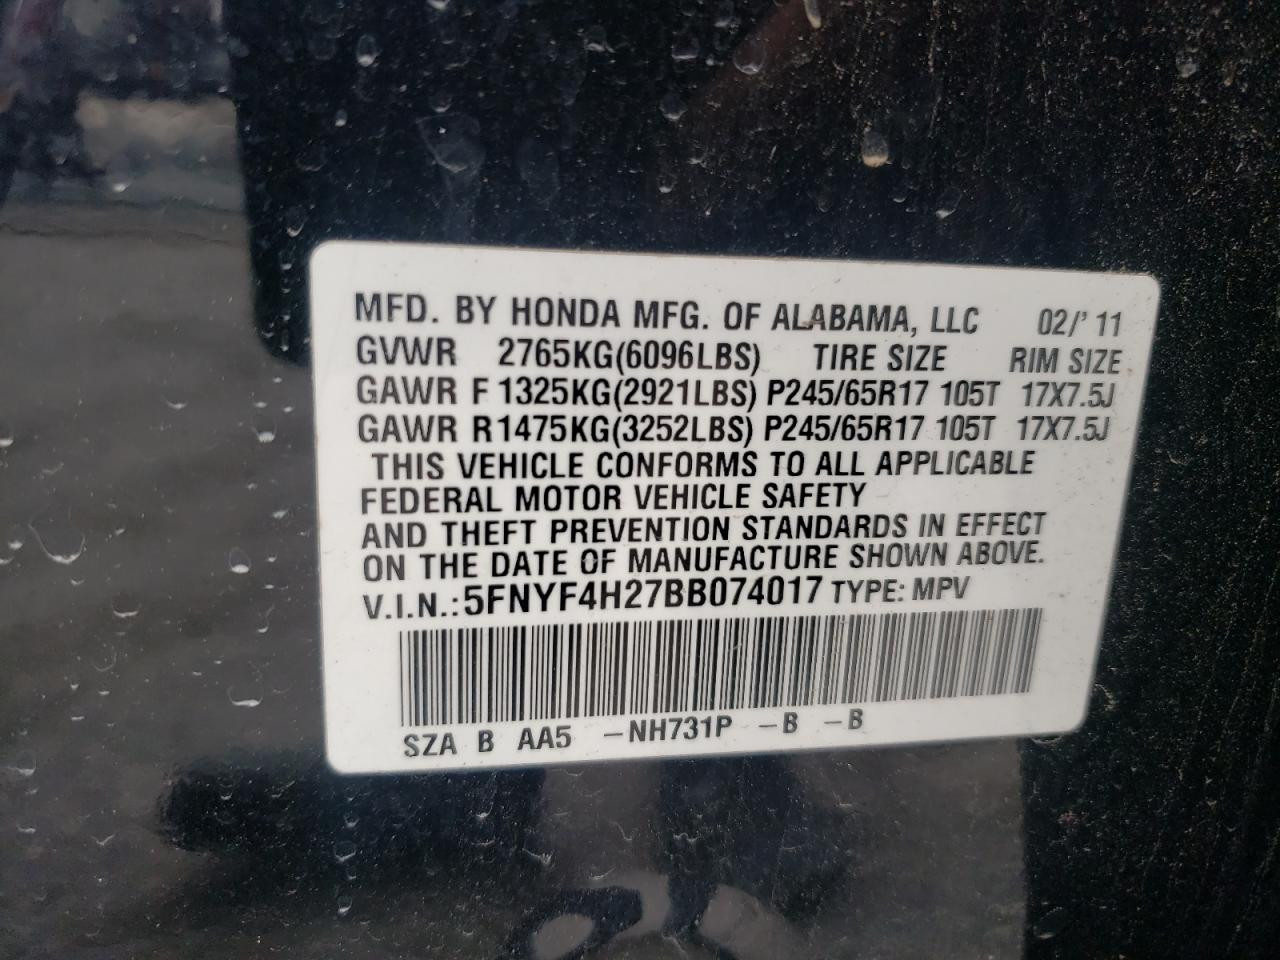 MFD. BY HONDA MFG. OF ALABAMA, LLC 02/'11
GVWR 2765KG(6096LBS) TIRE SIZE RIM SIZE
GAWR F 1325KG(2921LBS) P245/65R17 105T 17X7.5J
GAWR R1475KG(3252LBS) P245/65R17 105T 17X7.5J
THIS VEHICLE CONFORMS TO ALL APPLICABLE
FEDERAL MOTOR VEHICLE SAFETY
AND THEFT PREVENTION STANDARDS IN EFFECT
ON THE DATE OF MANUFACTURE SHOWN ABOVE.
V.I.N.:5FNYF4H27BB074017 TYPE: MPV
SZA B AA5 -NH731P -B -B